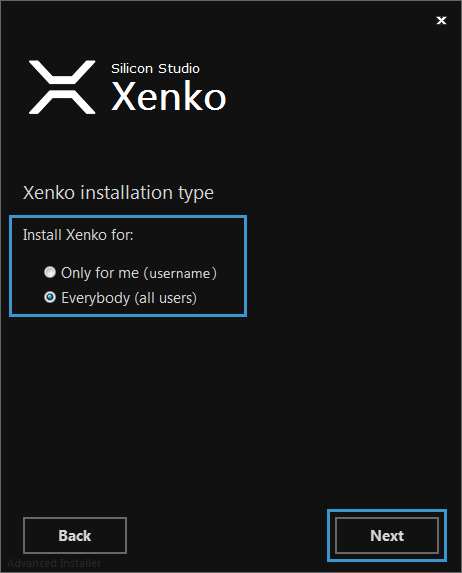 ×
Silicon Studio
Xenko
Xenko installation type
Install Xenko for:
Only for me (username )
Everybody (all users)
Back
Next
Advanced Installer